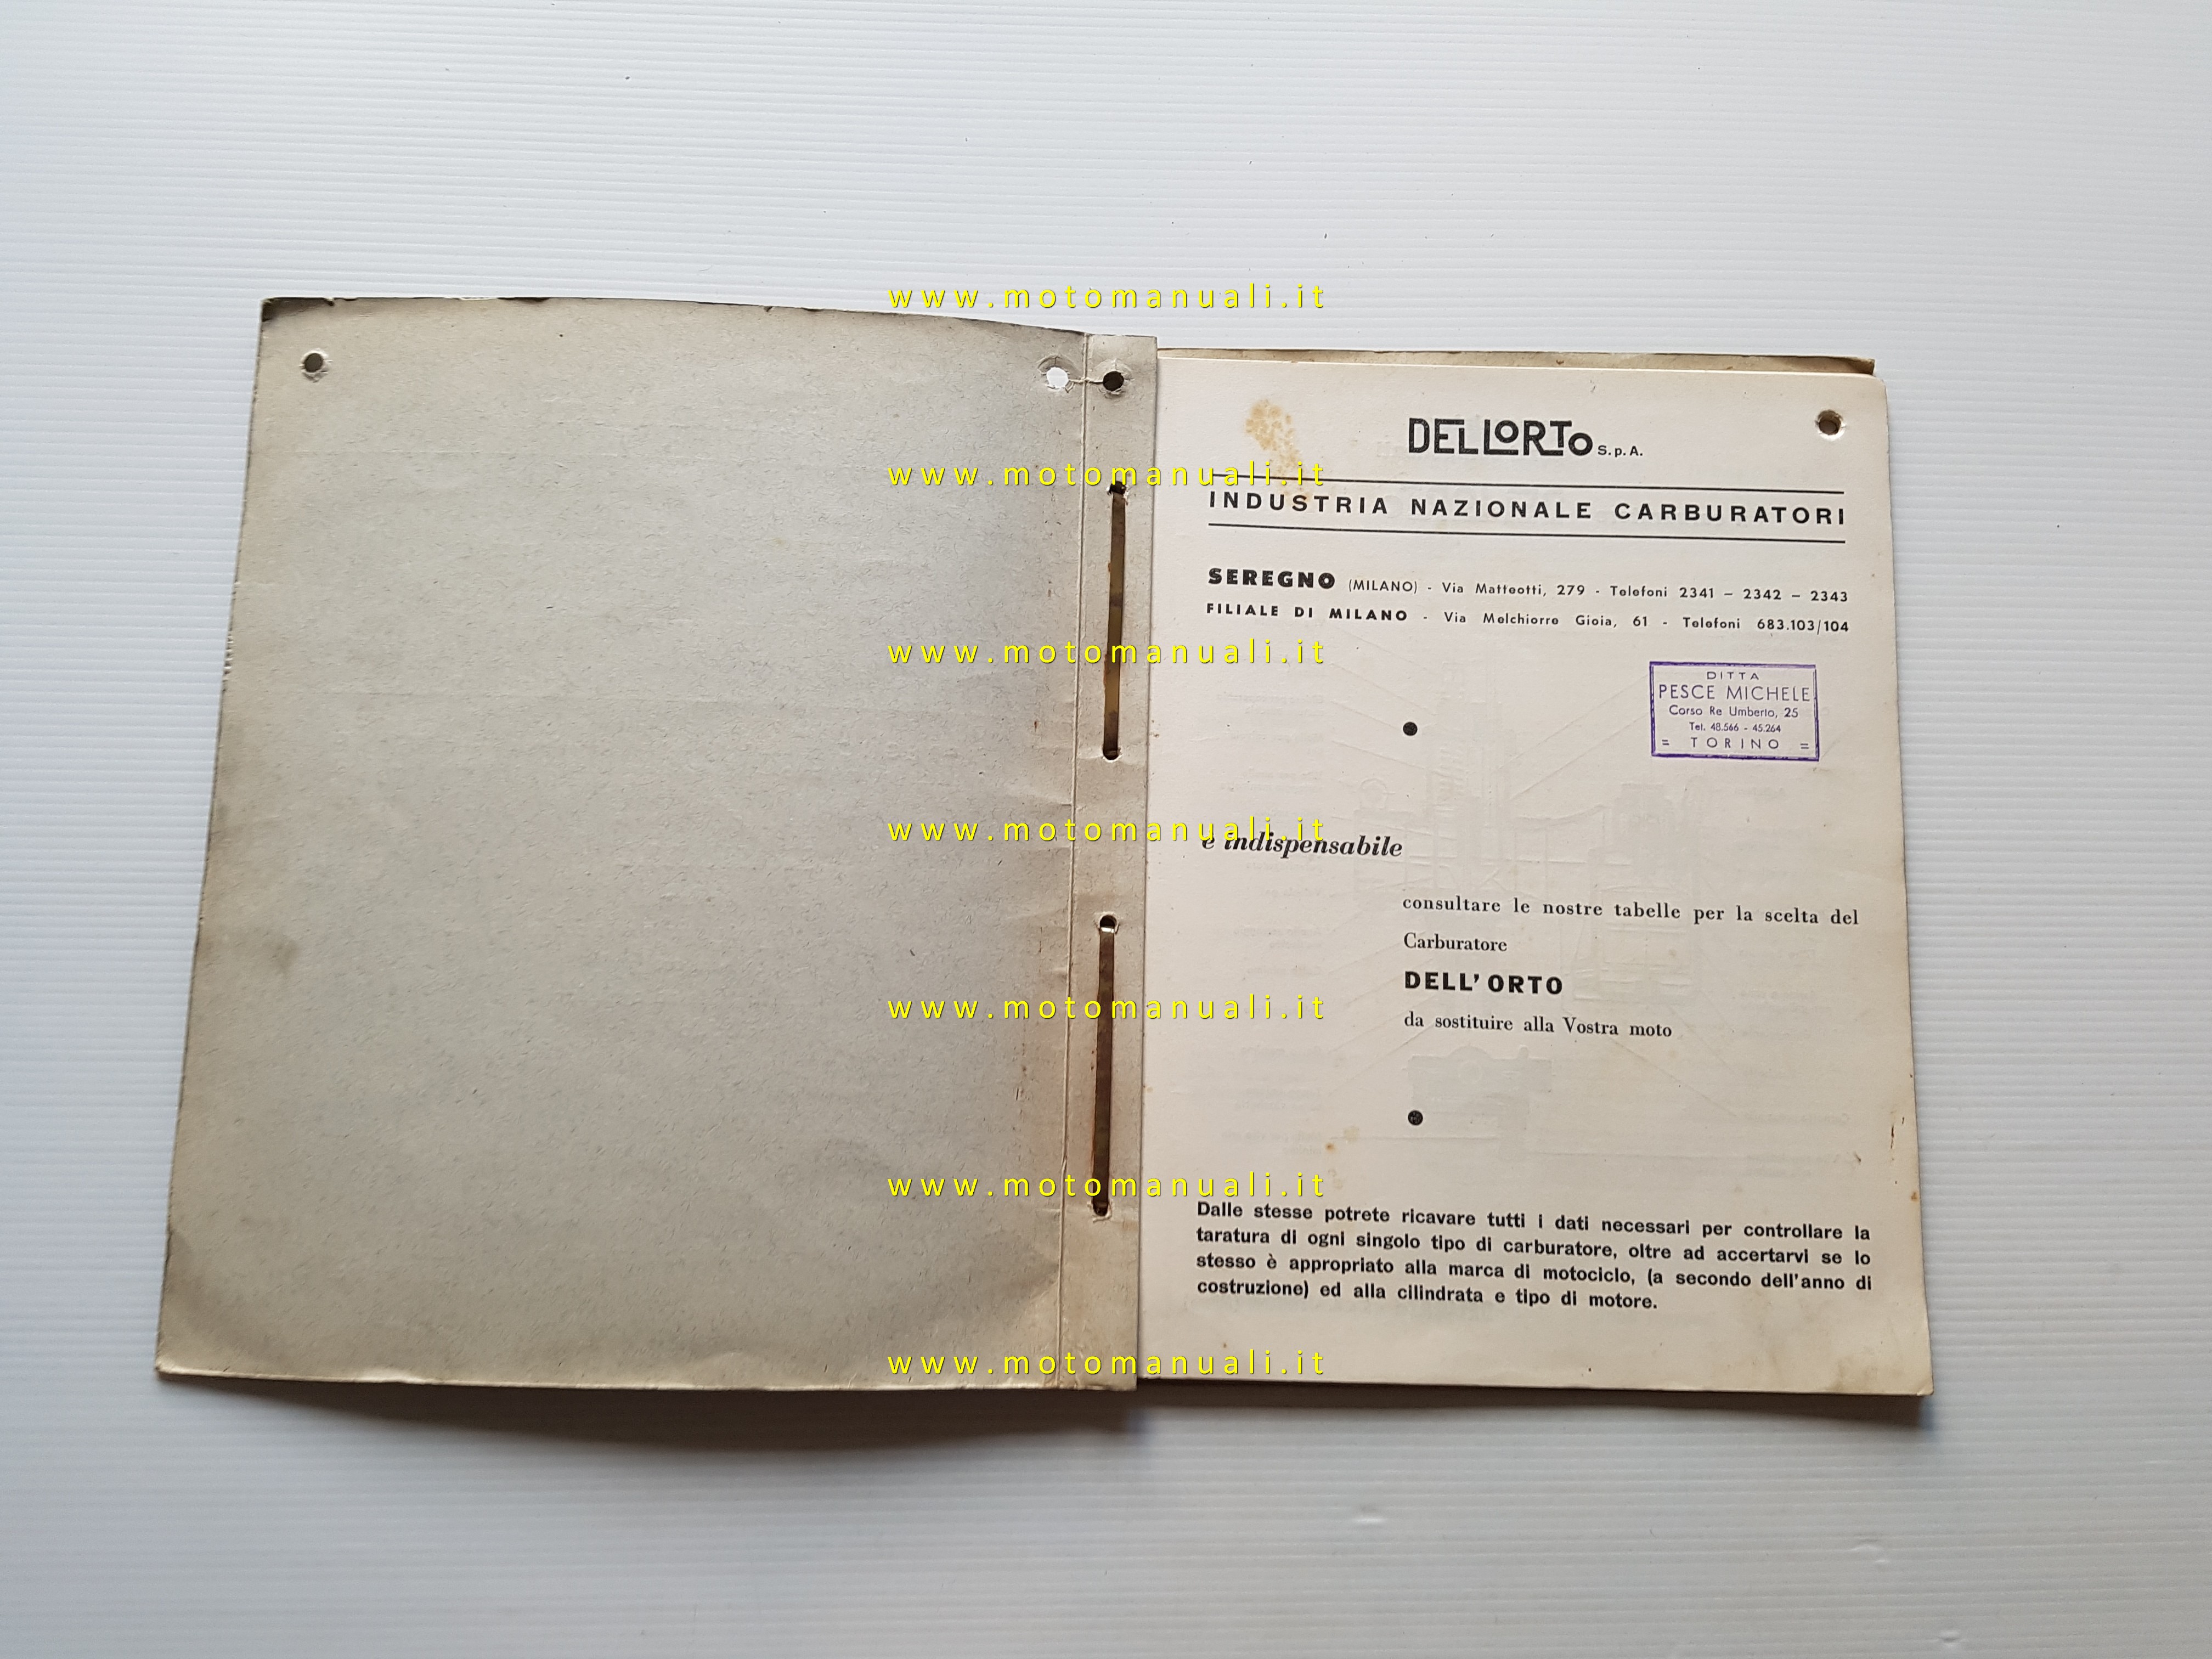 www.motomanuali.it
DELLORTO S.p.A.
www.motomanuali.it
INDUSTRIA NAZIONALE CARBURATORI
SEREGNO (MILANO) - Via Matteotti, 279 - Telefoni 2341 – 2342 – 2343
FILIALE DI MILANO - Via Melchiorre Gioia, 61 - Telefoni 683.103/104
www.motomanuali.it
DITTA
PESCE MICHELE
Corso Re Umberto, 25
Tel. 48.566 - 45.264
= TORINO =
www.motomanuali.it
è indispensabile
consultare le nostre tabelle per la scelta del
Carburatore
DELL' ORTO
www.motomanuali.it
da sostituire alla Vostra moto
www.motomanuali.it
Dalle stesse potrete ricavare tutti i dati necessari per controllare la
taratura di ogni singolo tipo di carburatore, oltre ad accertarvi se lo
stesso è appropriato alla marca di motociclo, (a secondo dell'anno di
costruzione) ed alla cilindrata e tipo di motore.
www.motomanuali.it